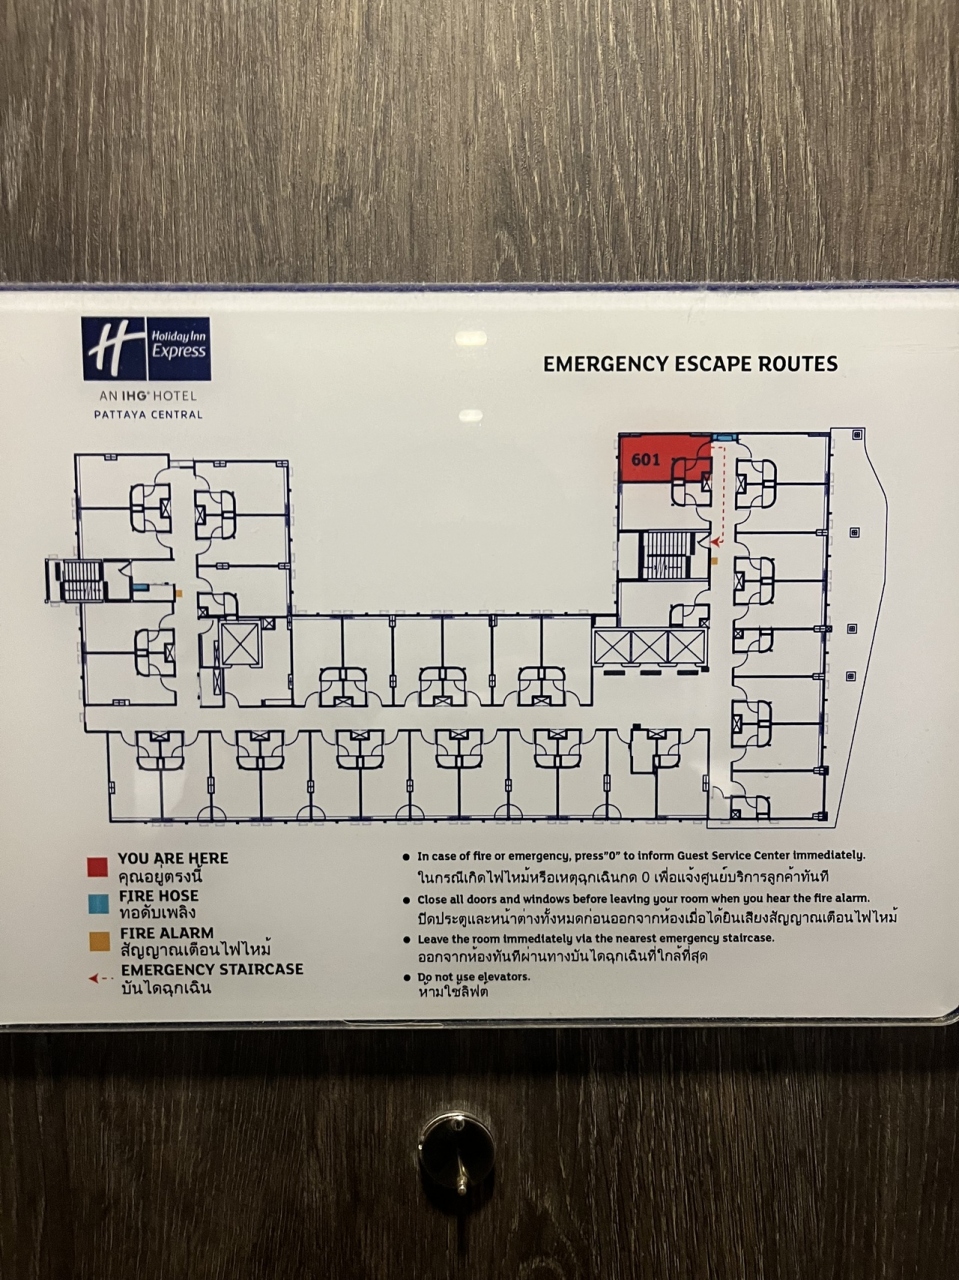 Holiday Inn
Express
AN IHG® HOTEL
PATTAYA CENTRAL
EMERGENCY ESCAPE ROUTES
601
YOU ARE HERE
คุณอยู่ตรงนี้
FIRE HOSE
ท่อดับเพลิง
FIRE ALARM
สัญญาณเตือนไฟไหม้
EMERGENCY STAIRCASE
บันไดฉุกเฉิน
● In case of fire or emergency, press"0" to inform Guest Service Center immediately.
ในกรณีเกิดไฟไหม้หรือเหตุฉุกเฉินกด 0 เพื่อแจ้งศูนย์บริการลูกค้าทันที
● Close all doors and windows before leaving your room when you hear the fire alarm.
ปิดประตูและหน้าต่างทั้งหมดก่อนออกจากห้องเมื่อได้ยินเสียงสัญญาณเตือนไฟไหม้
● Leave the room immediately via the nearest emergency staircase.
ออกจากห้องทันทีผ่านทางบันไดฉุกเฉินที่ใกล้ที่สุด
● Do not use elevators.
ห้ามใช้ลิฟต์